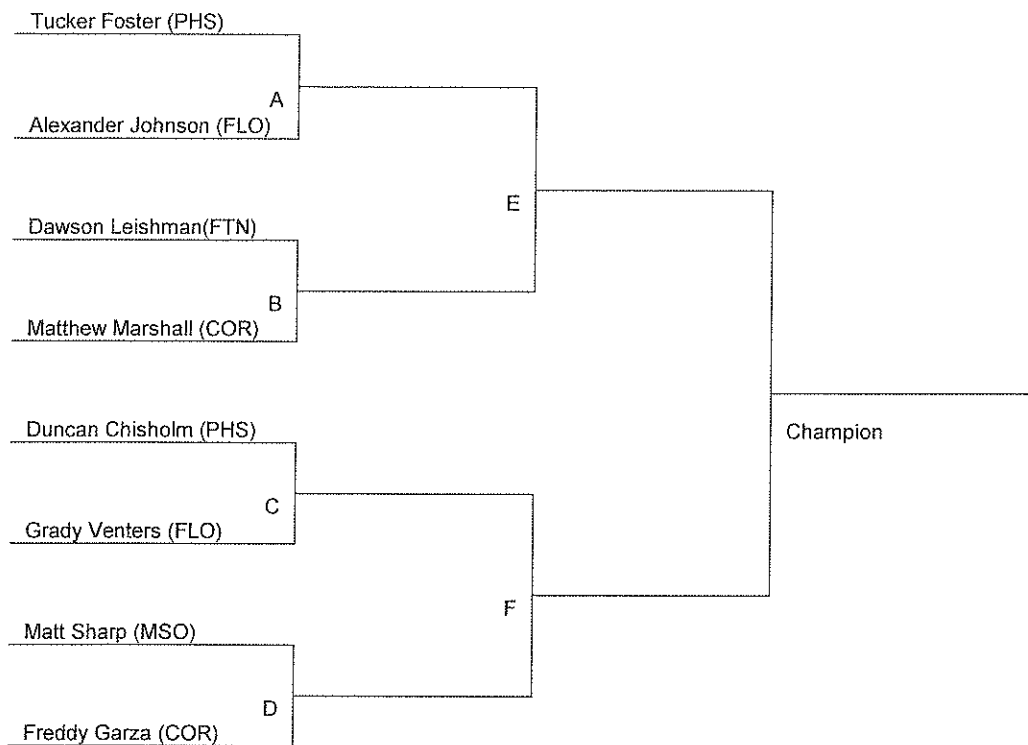 Tucker Foster (PHS)
A
Alexander Johnson (FLO)
E
Dawson Leishman(FTN)
B
Matthew Marshall (COR)
Duncan Chisholm (PHS)
Champion
C
Grady Venters (FLO)
F
Matt Sharp (MSO)
D
Freddy Garza (COR)